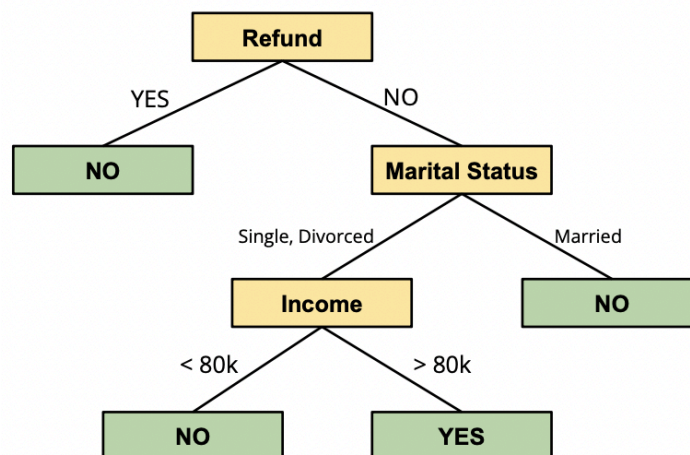 Refund
YES
NO
NO
Marital Status
Single, Divorced
Married
Income
NO
< 80k
> 80k
NO
YES